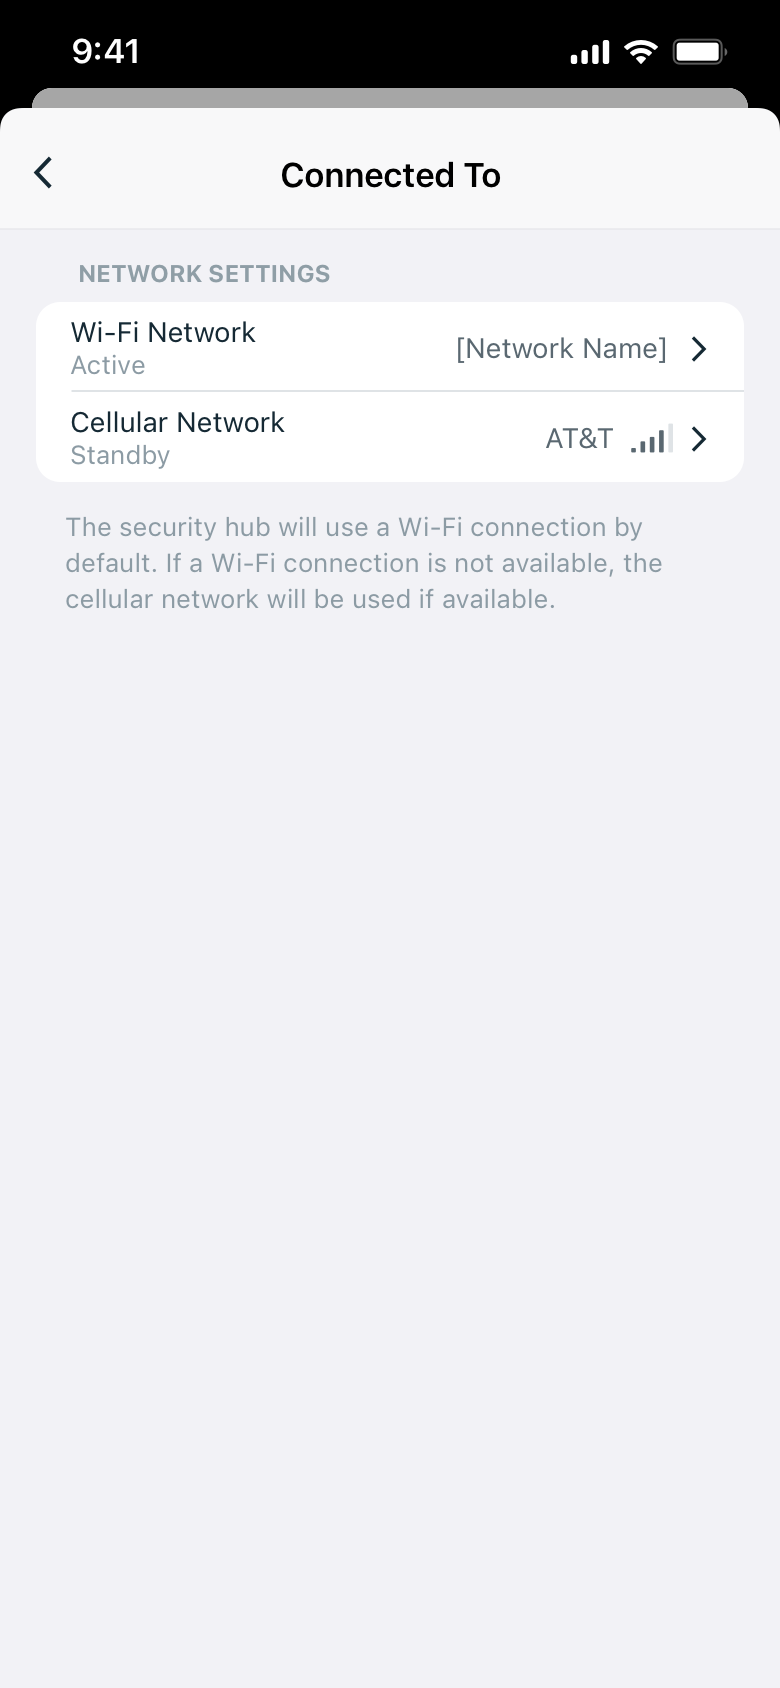 9:41
Connected To
NETWORK SETTINGS
Wi-Fi Network
Active
[Network Name]
Cellular Network
Standby
AT&T
The security hub will use a Wi-Fi connection by
default. If a Wi-Fi connection is not available, the
cellular network will be used if available.